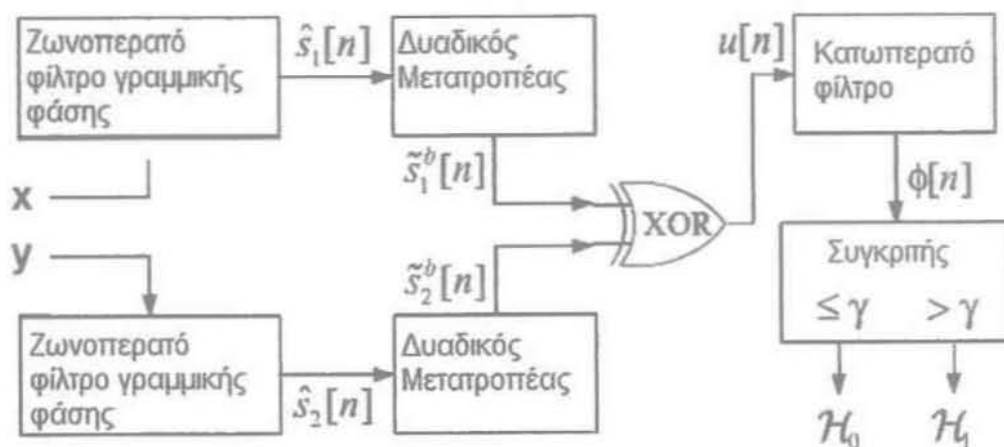 Ζωνοπερατό
φίλτρο γραμμικής
φάσης
ŝ₁[n]
Δυαδικός
Μετατροπέας
u[n]
Κατωπερατό
φίλτρο
x
s̃₁ᵇ[n]
XOR
φ[n]
y
s̃₂ᵇ[n]
Συγκριτής
≤ γ > γ
Ζωνοπερατό
φίλτρο γραμμικής
φάσης
ŝ₂[n]
Δυαδικός
Μετατροπέας
ℋ₀ ℋ₁